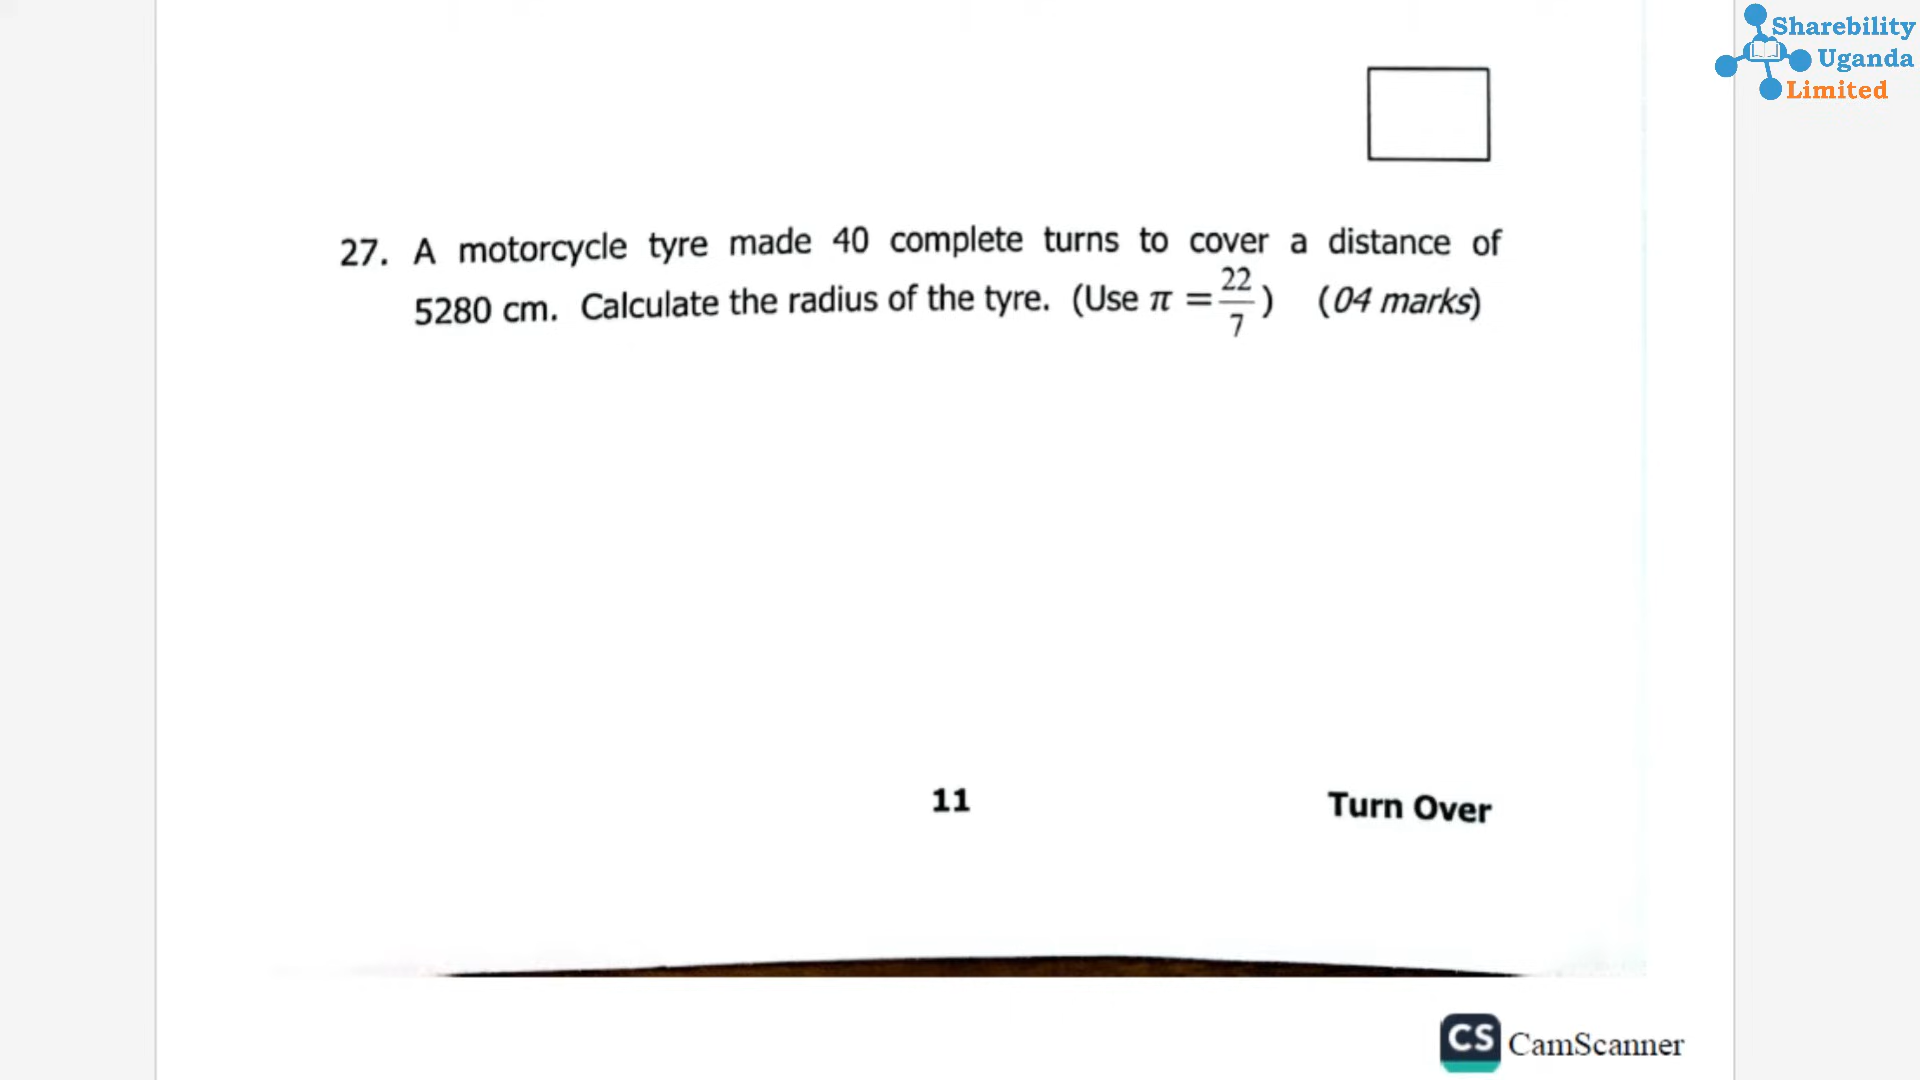 Sharebility
Uganda
Limited
27. A motorcycle tyre made 40 complete turns to cover a distance of
5280 cm. Calculate the radius of the tyre. (Use π = 22/7) (04 marks)
11
Turn Over
CS CamScanner